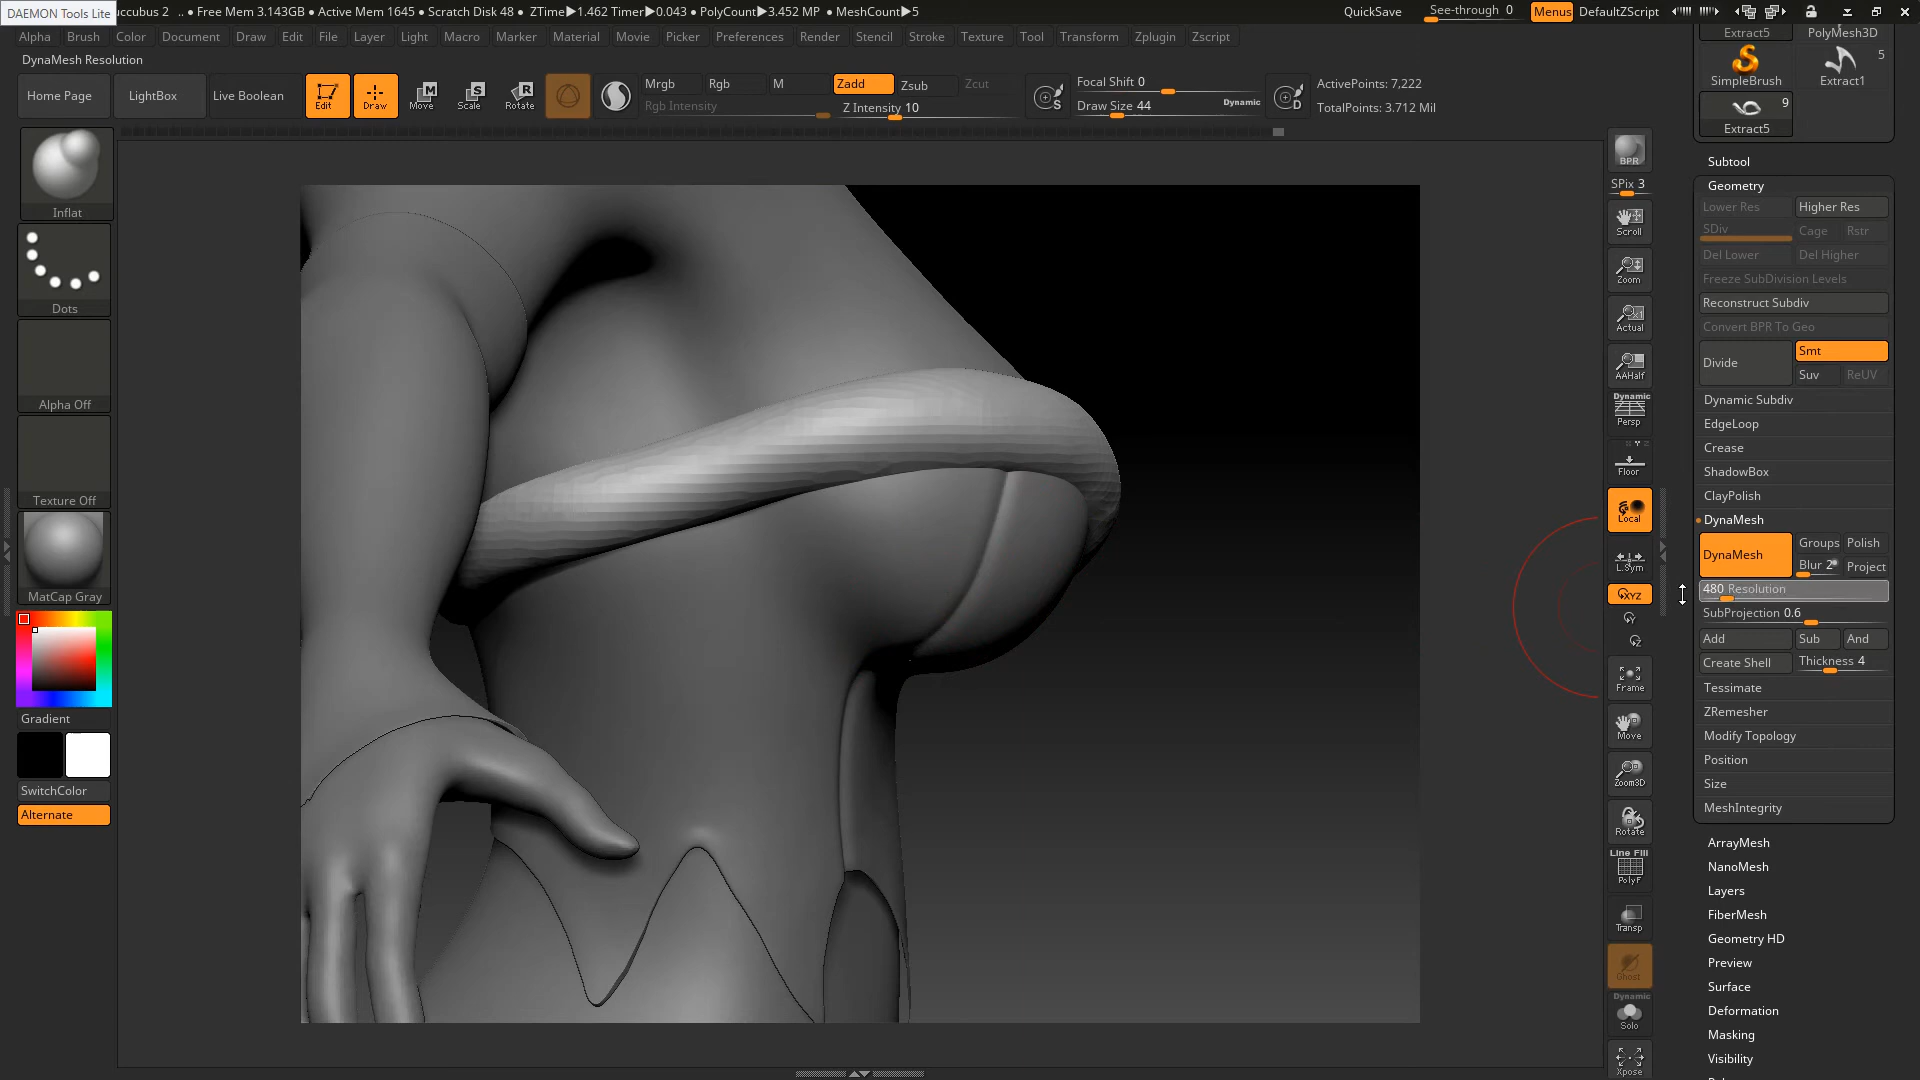 DAEMON Tools Lite
uccubus 2 .. ● Free Mem 3.143GB ● Active Mem 1645 ● Scratch Disk 48 ● ZTime▶1.462 Timer▶0.043 ● PolyCount▶3.452 MP ● MeshCount▶5
QuickSave See-through 0 Menus DefaultZScript
Alpha Brush Color Document Draw Edit File Layer Light Macro Marker Material Movie Picker Preferences Render Stencil Stroke Texture Tool Transform Zplugin Zscript
DynaMesh Resolution
Home Page LightBox Live Boolean
Edit Draw Move Scale Rotate
Mrgb Rgb M Zadd Zsub Zcut
Rgb Intensity Z Intensity 10
Focal Shift 0
Draw Size 44 Dynamic
S D
ActivePoints: 7,222
TotalPoints: 3.712 Mil
Inflat
Dots
Alpha Off
Texture Off
MatCap Gray
Gradient
SwitchColor
Alternate
BPR
SPix 3
Scroll
Zoom
Actual
AAHalf
Dynamic
Persp
Floor
Local
L.Sym
XYZ
Y
Z
Frame
Move
Zoom3D
Rotate
Line Fill
PolyF
Transp
Ghost
Dynamic
Solo
Xpose
Extract5 PolyMesh3D
SimpleBrush 5
Extract1
9
Extract5
Subtool
Geometry
Lower Res Higher Res
SDiv Cage Rstr
Del Lower Del Higher
Freeze SubDivision Levels
Reconstruct Subdiv
Convert BPR To Geo
Divide Smt
Suv ReUV
Dynamic Subdiv
EdgeLoop
Crease
ShadowBox
ClayPolish
DynaMesh
DynaMesh Groups Polish
Blur 2 Project
480 Resolution
SubProjection 0.6
Add Sub And
Create Shell Thickness 4
Tessimate
ZRemesher
Modify Topology
Position
Size
MeshIntegrity
ArrayMesh
NanoMesh
Layers
FiberMesh
Geometry HD
Preview
Surface
Deformation
Masking
Visibility